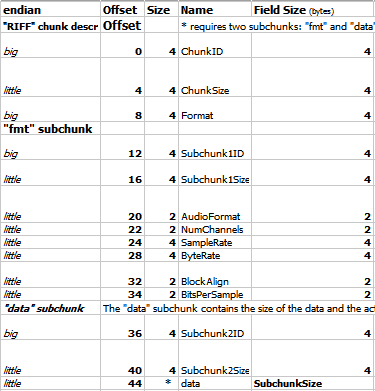 endian Offset Size Name Field Size (bytes)
"RIFF" chunk descr Offset * requires two subchunks: "fmt" and "data"
big 0 4 ChunkID 4
little 4 4 ChunkSize 4
big 8 4 Format 4
"fmt" subchunk
big 12 4 Subchunk1ID 4
little 16 4 Subchunk1Size 4
little 20 2 AudioFormat 2
little 22 2 NumChannels 2
little 24 4 SampleRate 4
little 28 4 ByteRate 4
little 32 2 BlockAlign 2
little 34 2 BitsPerSample 2
"data" subchunk The "data" subchunk contains the size of the data and the act
big 36 4 Subchunk2ID 4
little 40 4 Subchunk2Size 4
little 44 * data SubchunkSize